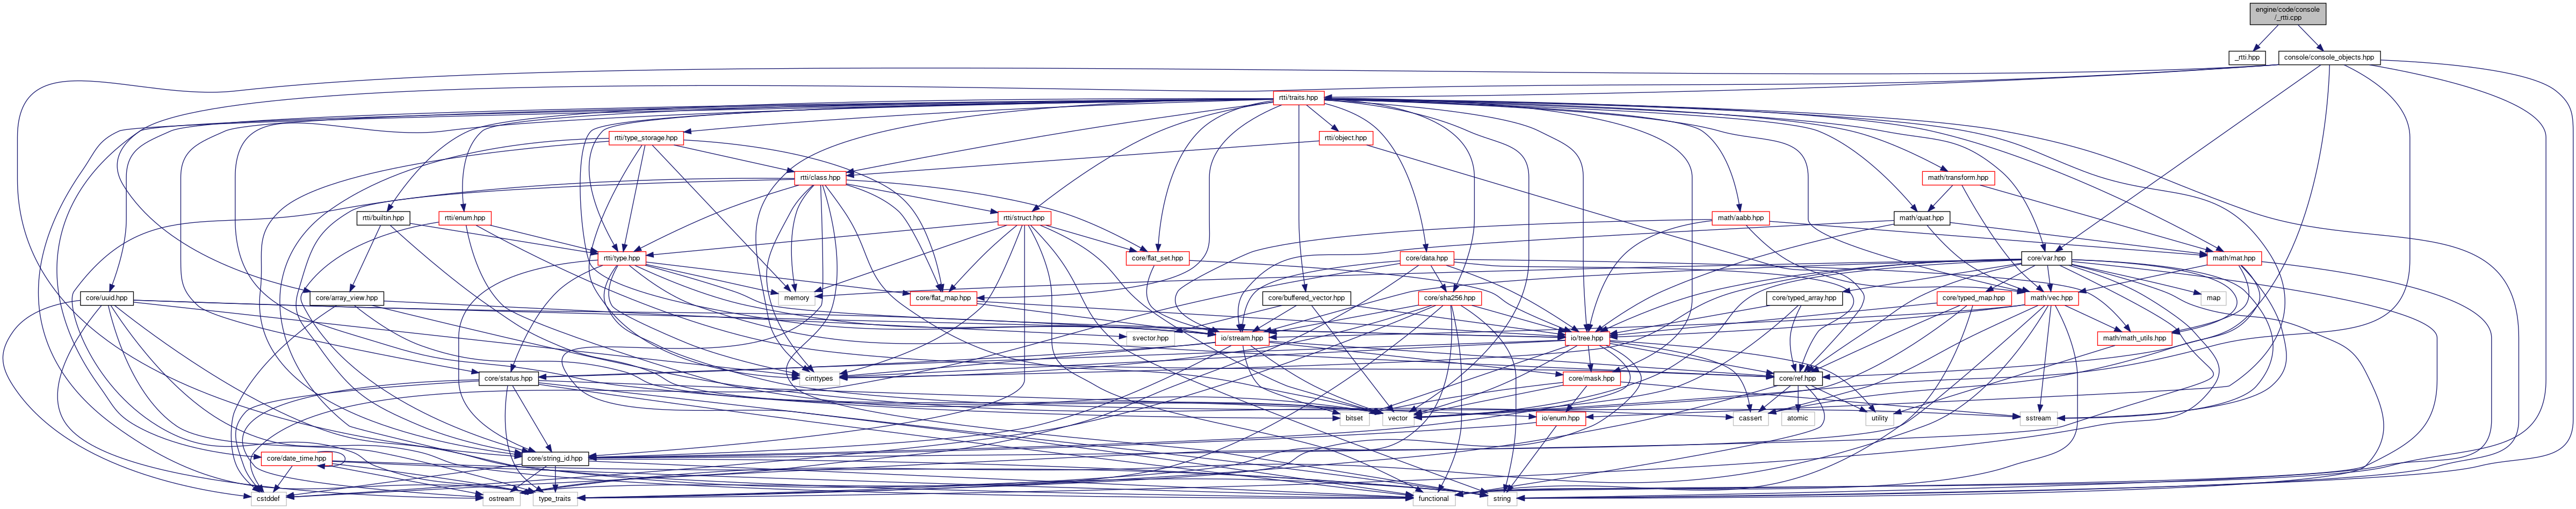 engine/code/console
/_rtti.cpp
_rtti.hpp
console/console_objects.hpp
rtti/traits.hpp
rtti/type_storage.hpp
rtti/object.hpp
rtti/class.hpp
math/transform.hpp
rtti/builtin.hpp
rtti/enum.hpp
rtti/struct.hpp
math/aabb.hpp
math/quat.hpp
rtti/type.hpp
core/flat_set.hpp
core/data.hpp
core/var.hpp
math/mat.hpp
core/uuid.hpp
core/array_view.hpp
memory
core/flat_map.hpp
core/buffered_vector.hpp
core/sha256.hpp
core/typed_array.hpp
core/typed_map.hpp
math/vec.hpp
map
svector.hpp
io/stream.hpp
io/tree.hpp
math/math_utils.hpp
core/status.hpp
cinttypes
core/mask.hpp
core/ref.hpp
bitset
vector
io/enum.hpp
cassert
atomic
utility
sstream
core/date_time.hpp
core/string_id.hpp
cstddef
ostream
type_traits
functional
string